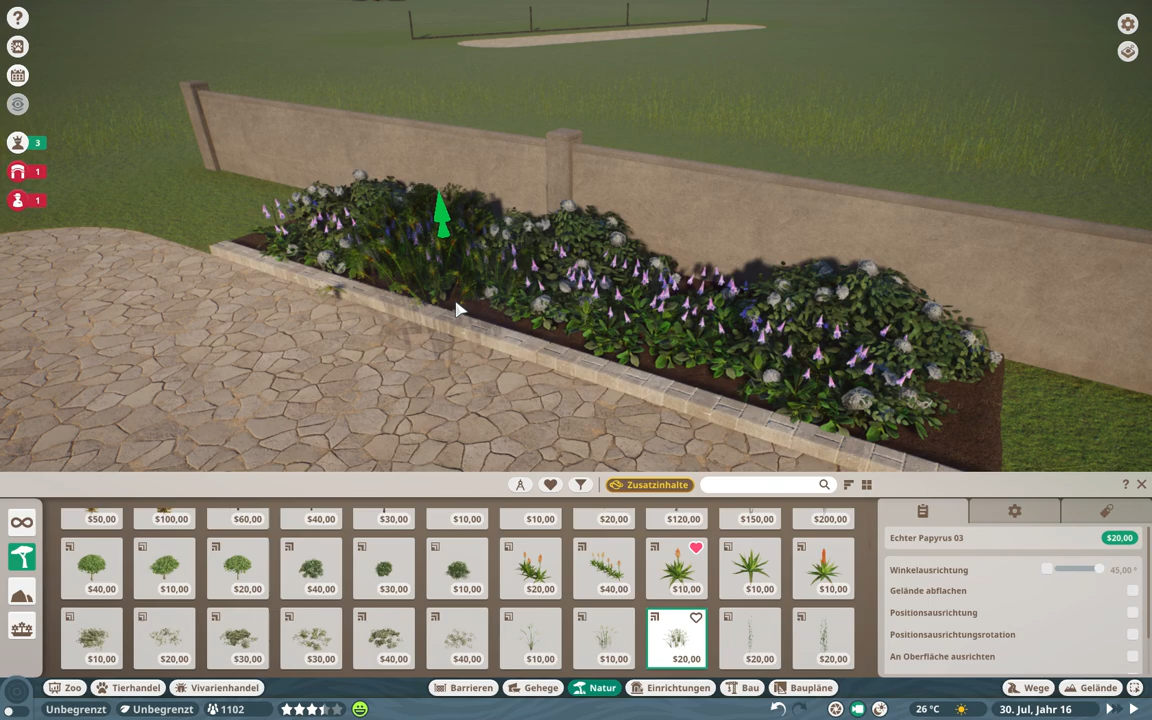 ?
3
1
1
Zusatzinhalte
?
$50,00 $100,00 $60,00 $40,00 $30,00 $10,00 $10,00 $20,00 $120,00 $150,00 $200,00
$40,00 $10,00 $20,00 $40,00 $30,00 $10,00 $20,00 $40,00 $10,00 $10,00 $10,00
$10,00 $20,00 $30,00 $30,00 $40,00 $40,00 $10,00 $10,00 $20,00 $20,00 $20,00
Echter Papyrus 03 $20,00
Winkelausrichtung 45,00 °
Gelände abflachen
Positionsausrichtung
Positionsausrichtungsrotation
An Oberfläche ausrichten
Zoo Tierhandel Vivarienhandel Barrieren Gehege Natur Einrichtungen Bau Baupläne Wege Gelände
Unbegrenzt Unbegrenzt 1102 26 °C 30. Jul, Jahr 16